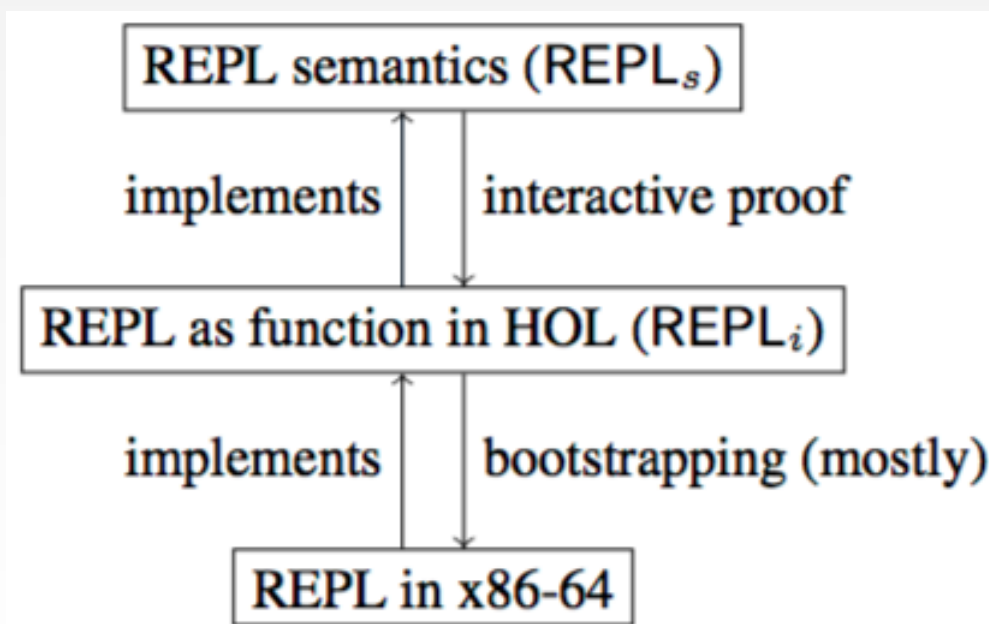 REPL semantics (REPLₛ)
implements
interactive proof
REPL as function in HOL (REPLᵢ)
implements
bootstrapping (mostly)
REPL in x86-64